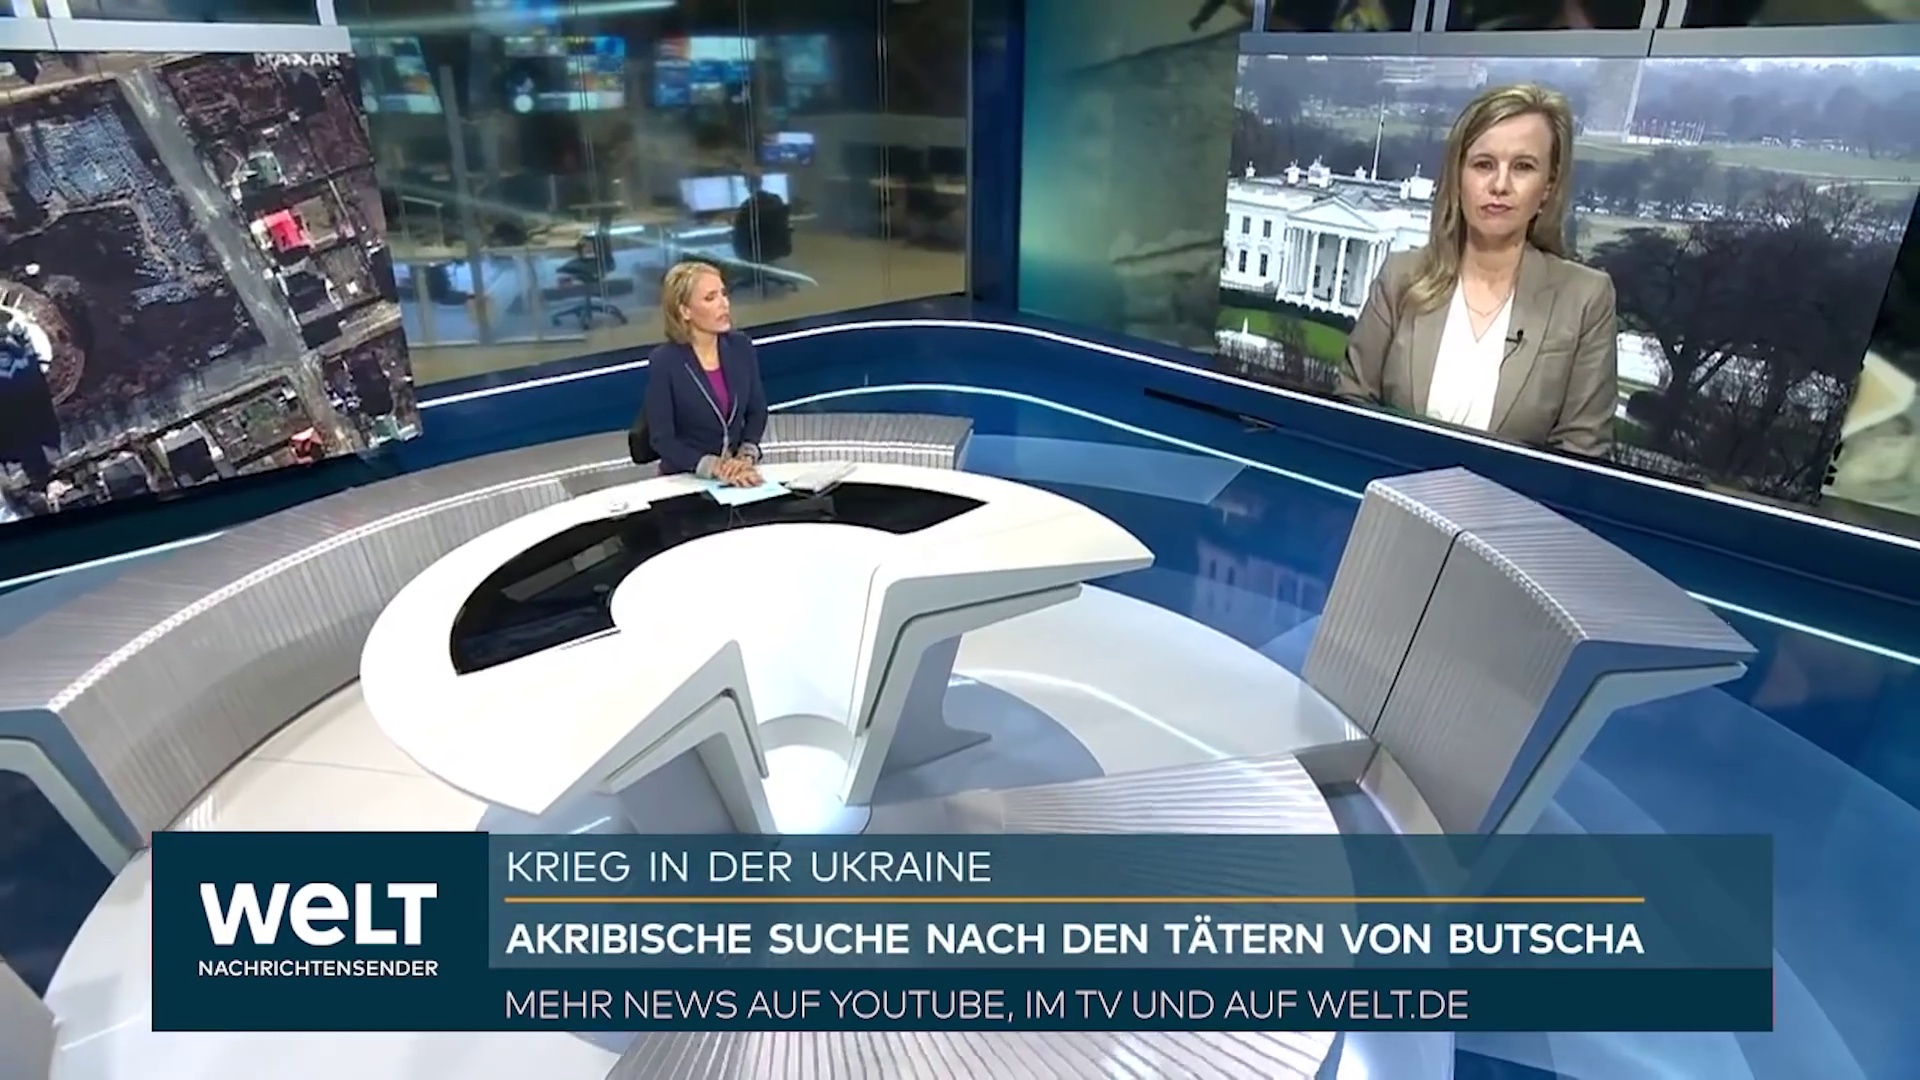 MAXAR
KRIEG IN DER UKRAINE
WELT
NACHRICHTENSENDER
AKRIBISCHE SUCHE NACH DEN TÄTERN VON BUTSCHA
MEHR NEWS AUF YOUTUBE, IM TV UND AUF WELT.DE